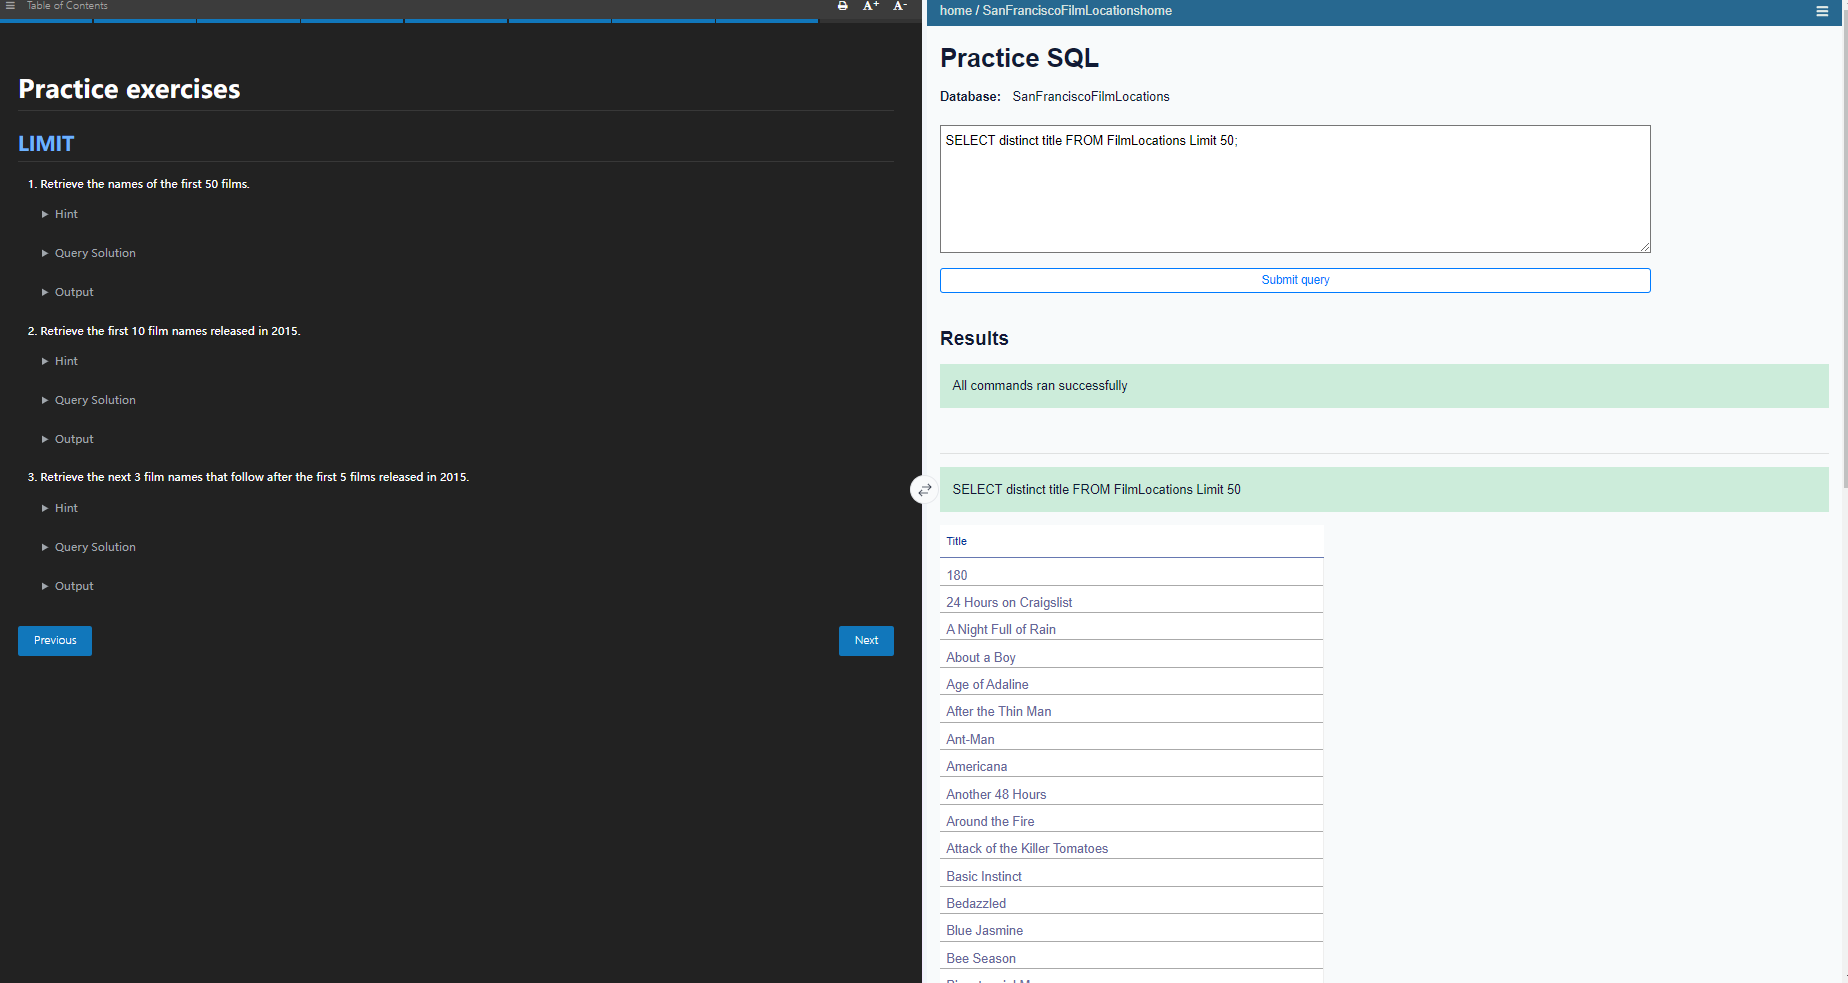 Table of Contents
A+ A-
Practice exercises
LIMIT
1. Retrieve the names of the first 50 films.
Hint
Query Solution
Output
2. Retrieve the first 10 film names released in 2015.
Hint
Query Solution
Output
3. Retrieve the next 3 film names that follow after the first 5 films released in 2015.
Hint
Query Solution
Output
Previous
Next
home / SanFranciscoFilmLocationshome
Practice SQL
Database: SanFranciscoFilmLocations
SELECT distinct title FROM FilmLocations Limit 50;
Submit query
Results
All commands ran successfully
SELECT distinct title FROM FilmLocations Limit 50
Title
180
24 Hours on Craigslist
A Night Full of Rain
About a Boy
Age of Adaline
After the Thin Man
Ant-Man
Americana
Another 48 Hours
Around the Fire
Attack of the Killer Tomatoes
Basic Instinct
Bedazzled
Blue Jasmine
Bee Season